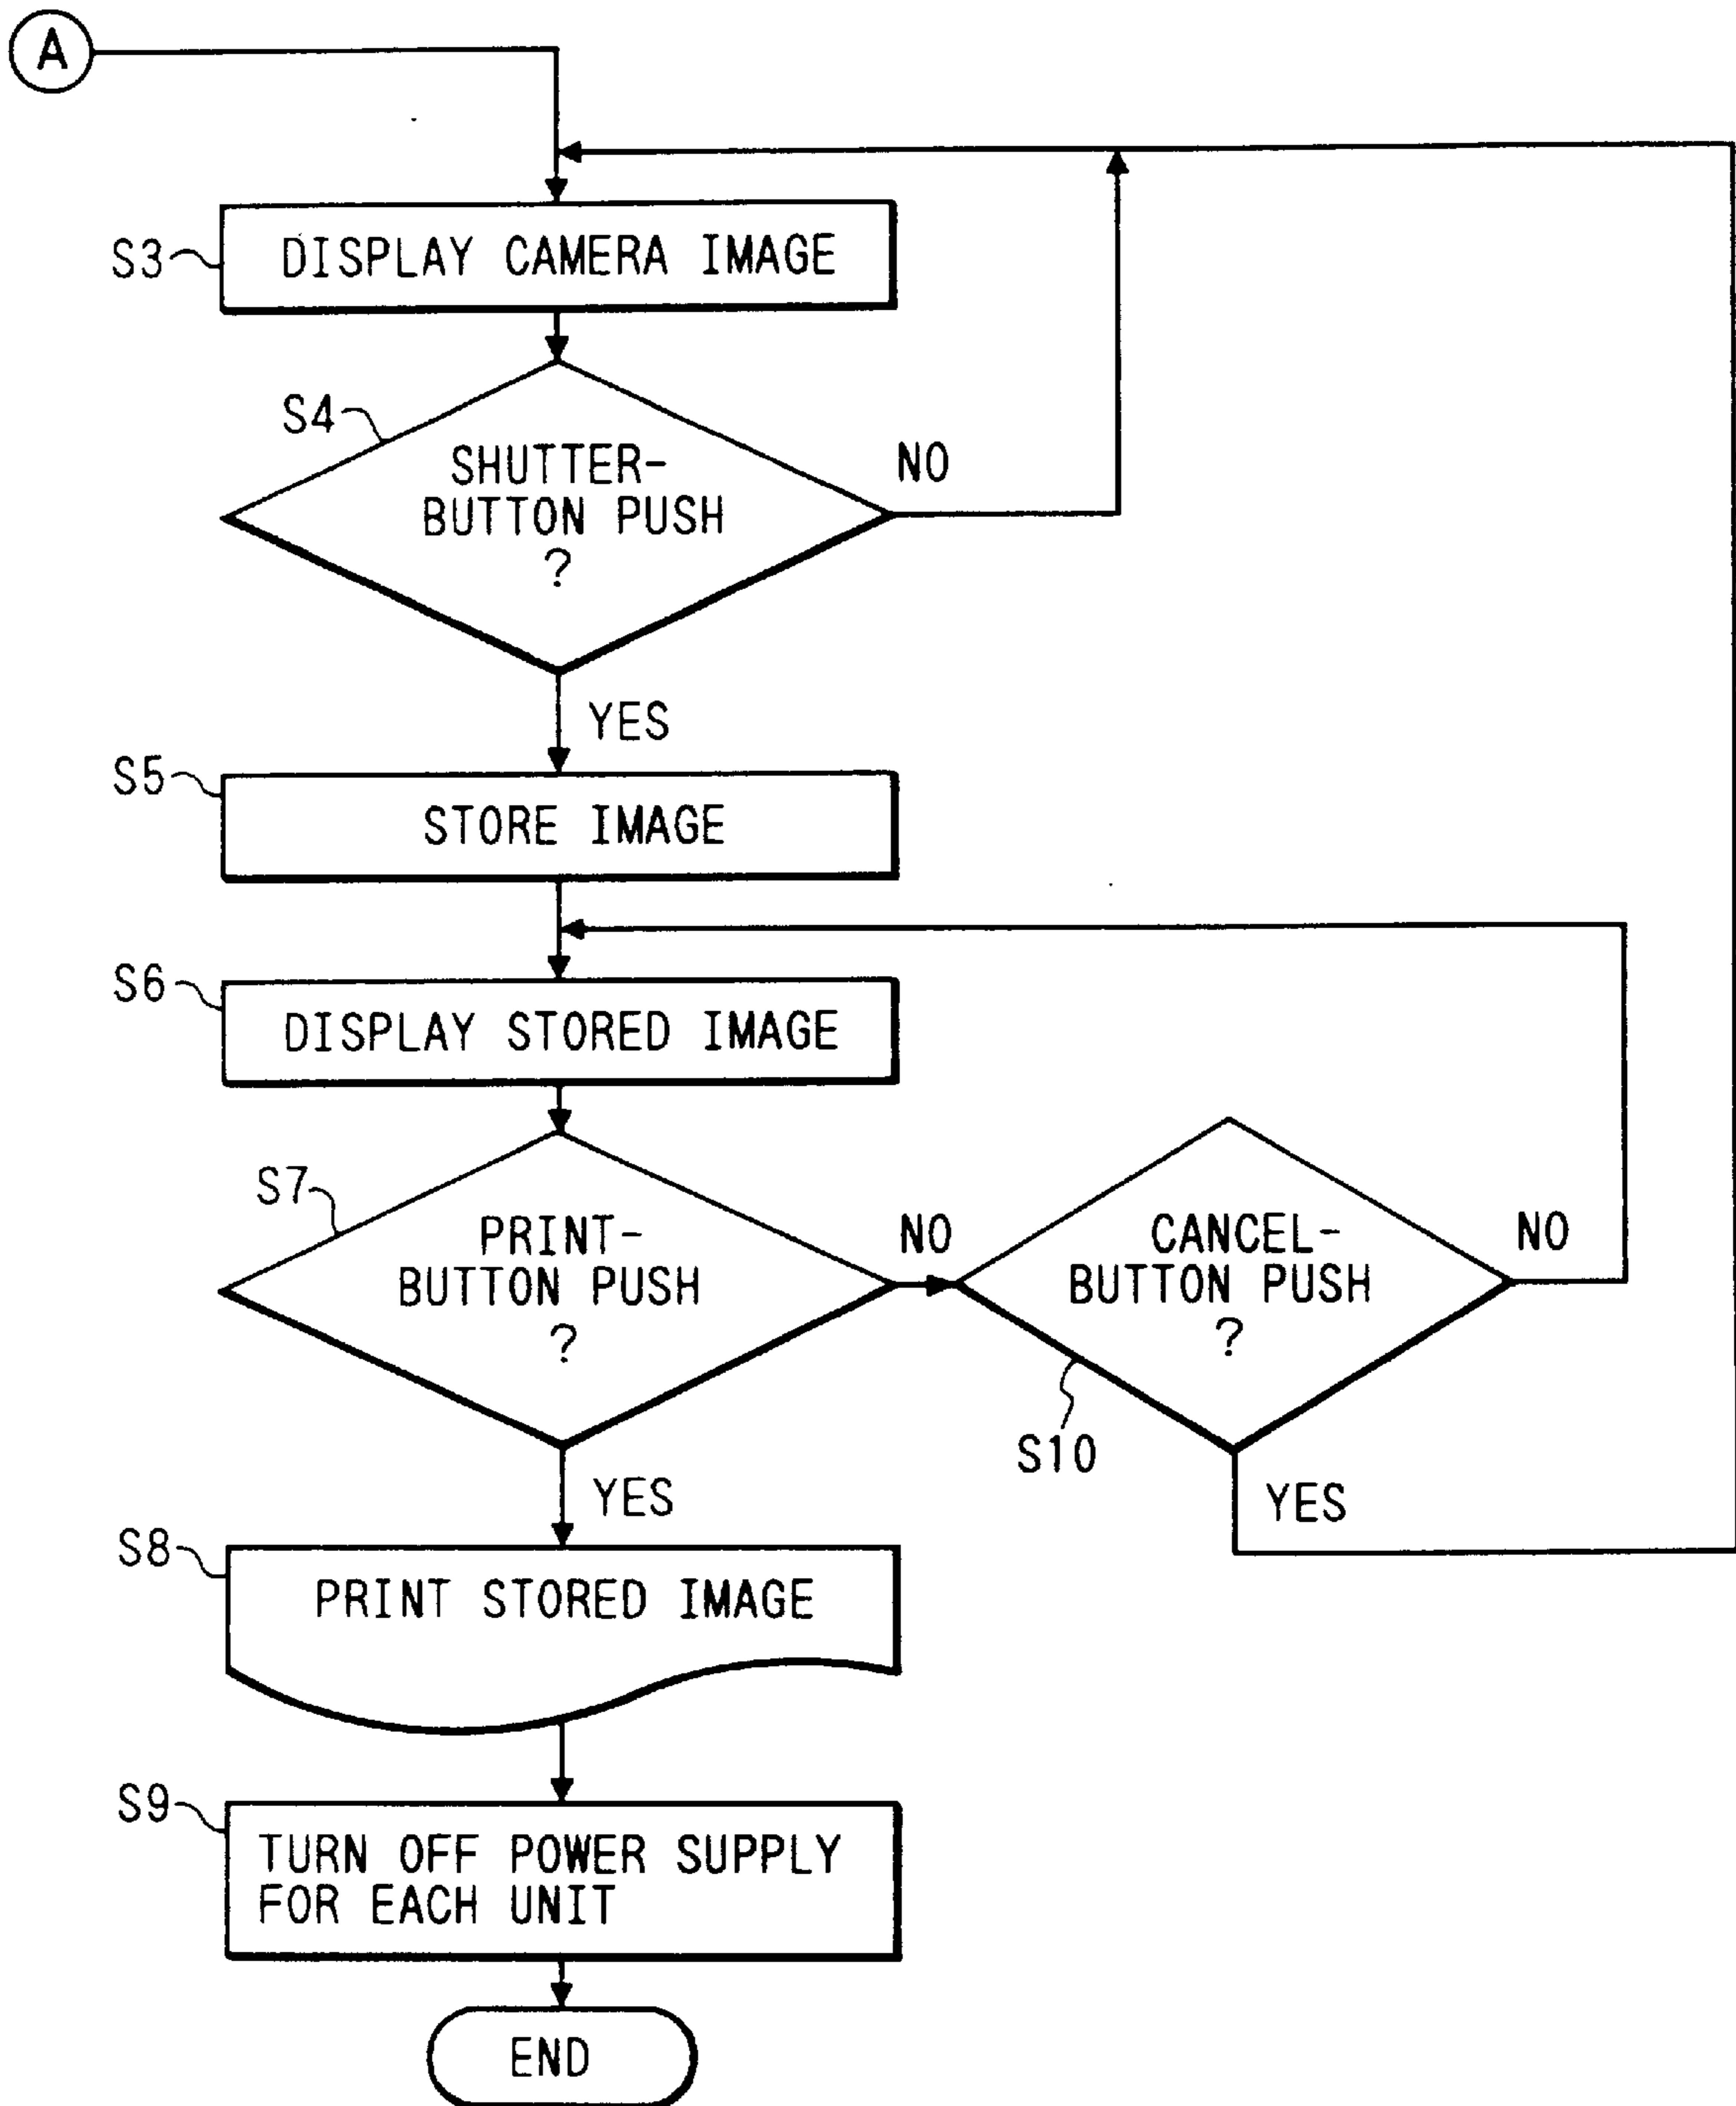 A
S3
DISPLAY CAMERA IMAGE
S4
SHUTTER-
BUTTON PUSH
?
NO
YES
S5
STORE IMAGE
S6
DISPLAY STORED IMAGE
S7
PRINT-
BUTTON PUSH
?
NO
CANCEL-
BUTTON PUSH
?
NO
S10
YES
YES
S8
PRINT STORED IMAGE
S9
TURN OFF POWER SUPPLY
FOR EACH UNIT
END